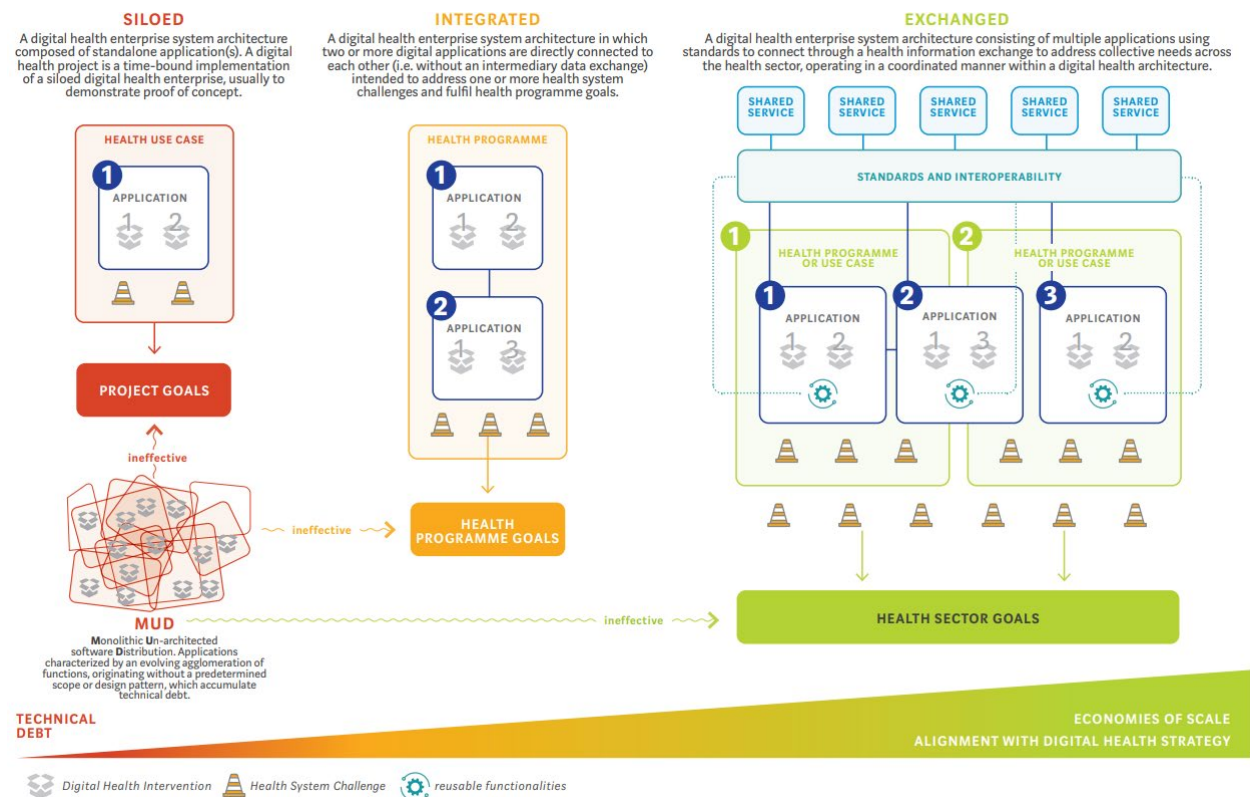 SILOED
A digital health enterprise system architecture
composed of standalone application(s). A digital
health project is a time-bound implementation
of a siloed digital health enterprise, usually to
demonstrate proof of concept.
HEALTH USE CASE
1
APPLICATION
1 2
PROJECT GOALS
ineffective
MUD
Monolithic Un-architected
software Distribution. Applications
characterized by an evolving agglomeration of
functions, originating without a predetermined
scope or design pattern, which accumulate
technical debt.
INTEGRATED
A digital health enterprise system architecture in which
two or more digital applications are directly connected to
each other (i.e. without an intermediary data exchange)
intended to address one or more health system
challenges and fulfil health programme goals.
HEALTH PROGRAMME
1
APPLICATION
1 2
2
APPLICATION
1 3
ineffective
HEALTH
PROGRAMME GOALS
EXCHANGED
A digital health enterprise system architecture consisting of multiple applications using
standards to connect through a health information exchange to address collective needs across
the health sector, operating in a coordinated manner within a digital health architecture.
SHARED
SERVICE
SHARED
SERVICE
SHARED
SERVICE
SHARED
SERVICE
SHARED
SERVICE
STANDARDS AND INTEROPERABILITY
1
HEALTH PROGRAMME
OR USE CASE
2
HEALTH PROGRAMME
OR USE CASE
1
APPLICATION
1 2
2
APPLICATION
1 3
3
APPLICATION
1 2
ineffective
HEALTH SECTOR GOALS
TECHNICAL
DEBT
ECONOMIES OF SCALE
ALIGNMENT WITH DIGITAL HEALTH STRATEGY
Digital Health Intervention
Health System Challenge
reusable functionalities